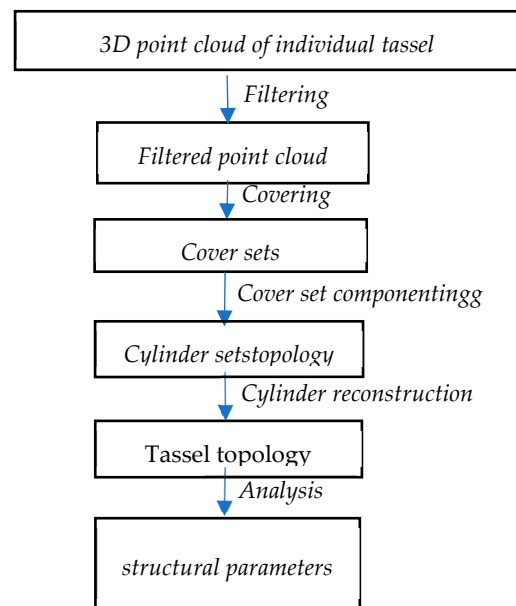 3D point cloud of individual tassel
Filtering
Filtered point cloud
Covering
Cover sets
Cover set componentingg
Cylinder setstopology
Cylinder reconstruction
Tassel topology
Analysis
structural parameters